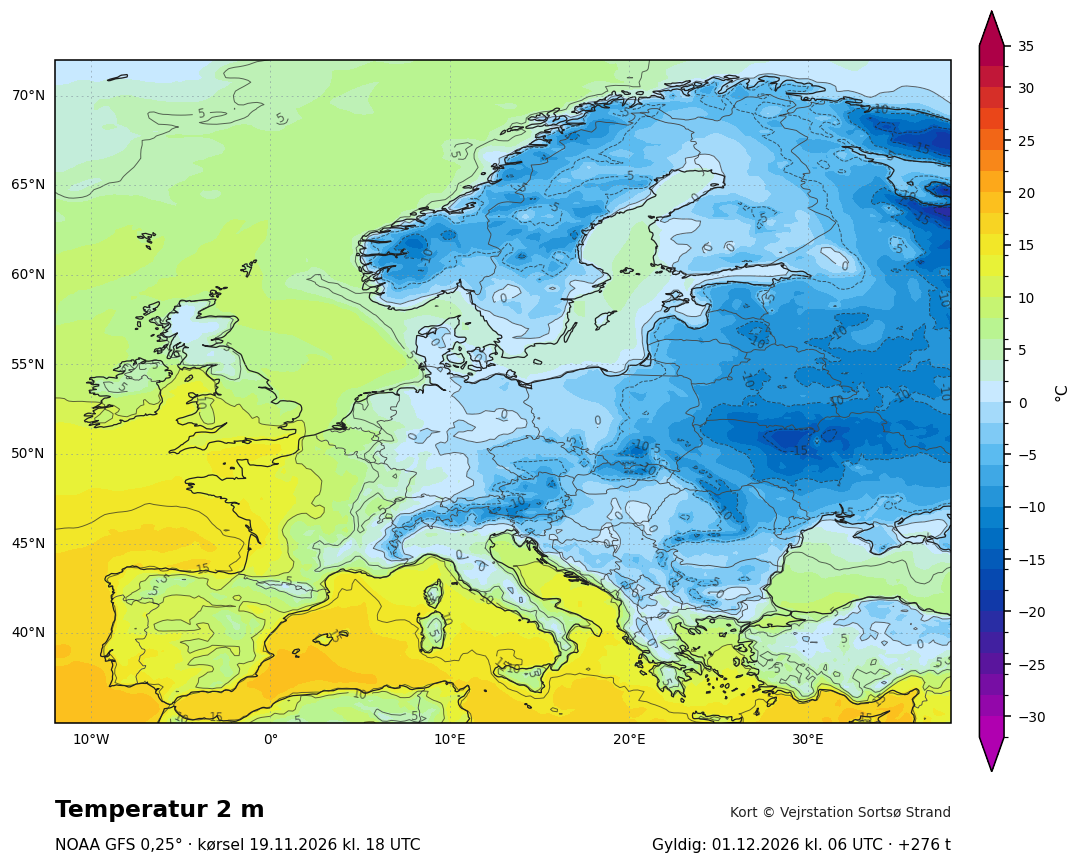 35
30
25
20
15
10
5
0
−5
−10
−15
−20
−25
−30
°C
70°N
65°N
60°N
55°N
50°N
45°N
40°N
10°W 0° 10°E 20°E 30°E
Temperatur 2 m
Kort © Vejrstation Sortsø Strand
NOAA GFS 0,25° · kørsel 19.11.2026 kl. 18 UTC
Gyldig: 01.12.2026 kl. 06 UTC · +276 t